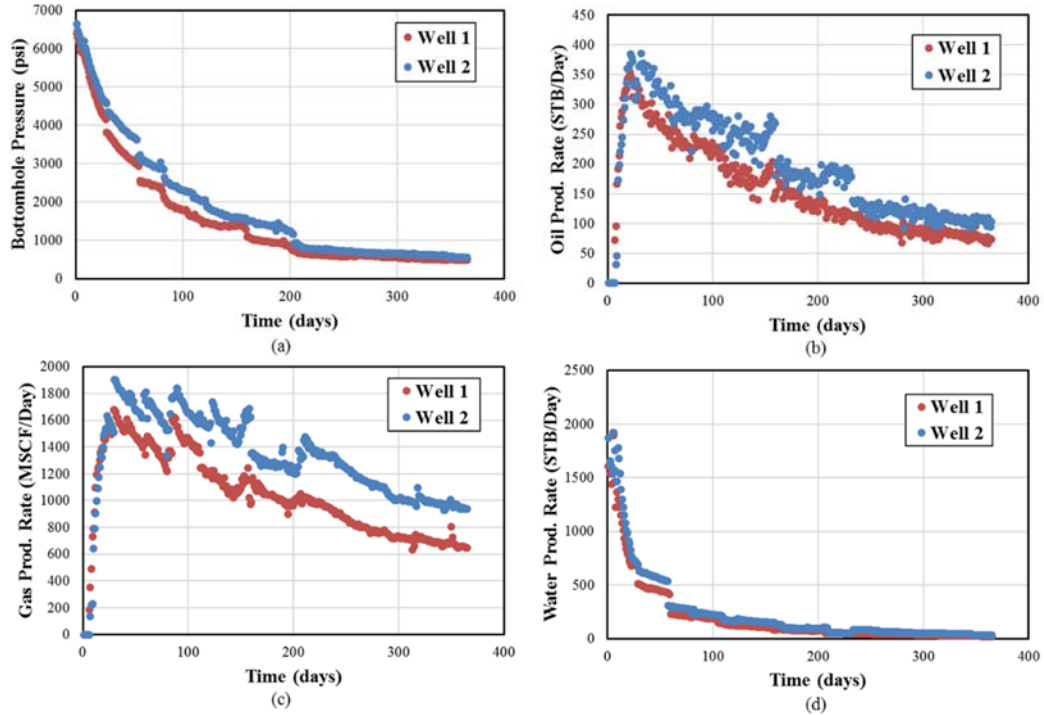 Bottomhole Pressure (psi)
7000
6000
5000
4000
3000
2000
1000
0
0 100 200 300 400
Time (days)
Well 1
Well 2
(a)
Oil Prod. Rate (STB/Day)
450
400
350
300
250
200
150
100
50
0
0 100 200 300 400
Time (days)
Well 1
Well 2
(b)
Gas Prod. Rate (MSCF/Day)
2000
1800
1600
1400
1200
1000
800
600
400
200
0
0 100 200 300 400
Time (days)
Well 1
Well 2
(c)
Water Prod. Rate (STB/Day)
2500
2000
1500
1000
500
0
0 100 200 300 400
Time (days)
Well 1
Well 2
(d)